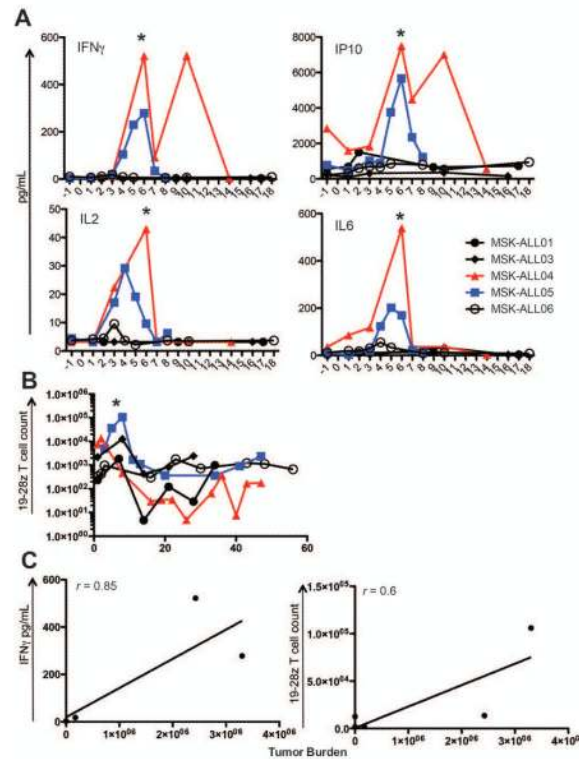 A
IFNγ
*
600
400
200
0
-1 0 1 2 3 4 5 6 7 8 9 10 11 12 13 14 15 16 17 18
IP10
*
8000
6000
4000
2000
0
-1 0 1 2 3 4 5 6 7 8 9 10 11 12 13 14 15 16 17 18
pg/mL
IL2
*
50
40
30
20
10
0
-1 0 1 2 3 4 5 6 7 8 9 10 11 12 13 14 15 16 17 18
IL6
*
600
400
200
0
-1 0 1 2 3 4 5 6 7 8 9 10 11 12 13 14 15 16 17 18
MSK-ALL01
MSK-ALL03
MSK-ALL04
MSK-ALL05
MSK-ALL06
B
*
19-28z T cell count
1.0×10⁰⁶
1.0×10⁰⁵
1.0×10⁰⁴
1.0×10⁰³
1.0×10⁰²
1.0×10⁰¹
1.0×10⁰⁰
0 20 40 60
C
r = 0.85
IFNγ pg/mL
600
400
200
0
0 1×10⁰⁶ 2×10⁰⁶ 3×10⁰⁶ 4×10⁰⁶
r = 0.6
19-28z T cell count
1.5×10⁰⁵
1.0×10⁰⁵
5.0×10⁰⁴
0.0
0 1×10⁰⁶ 2×10⁰⁶ 3×10⁰⁶ 4×10⁰⁶
Tumor Burden